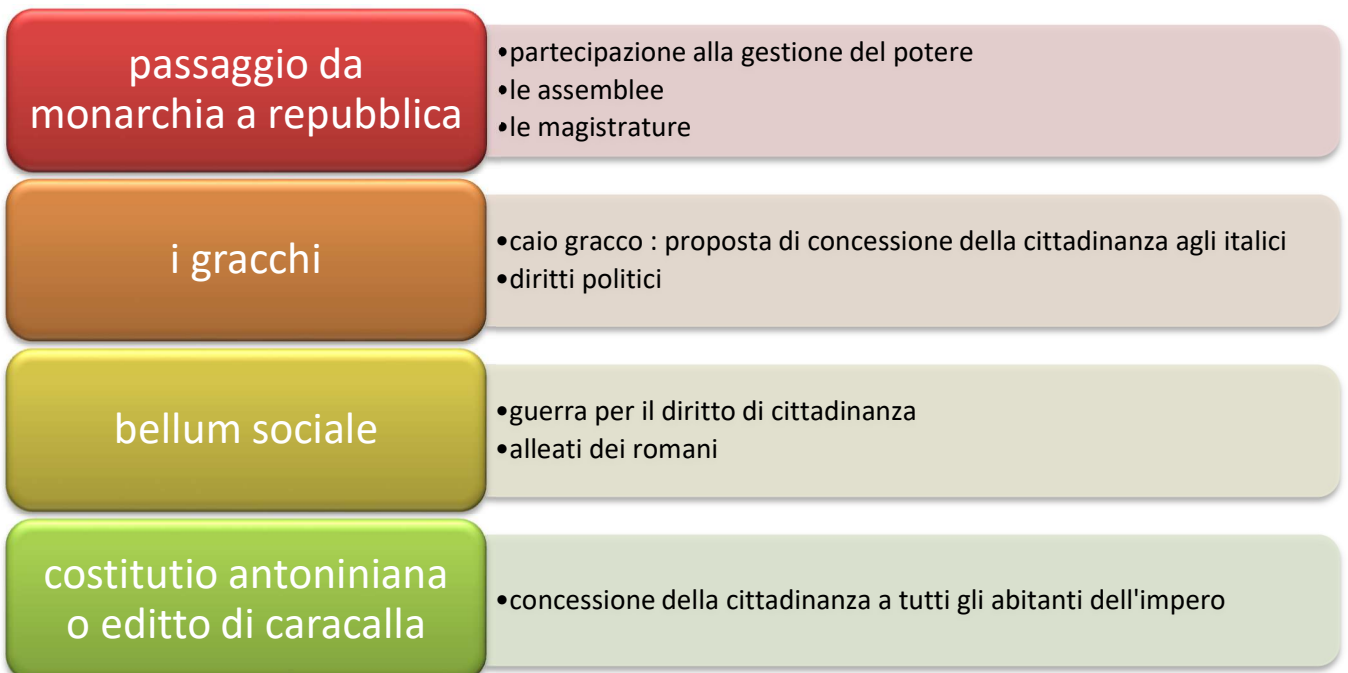 passaggio da
monarchia a repubblica
•partecipazione alla gestione del potere
•le assemblee
•le magistrature
i gracchi
•caio gracco : proposta di concessione della cittadinanza agli italici
•diritti politici
bellum sociale
•guerra per il diritto di cittadinanza
•alleati dei romani
costitutio antoniniana
o editto di caracalla
•concessione della cittadinanza a tutti gli abitanti dell'impero